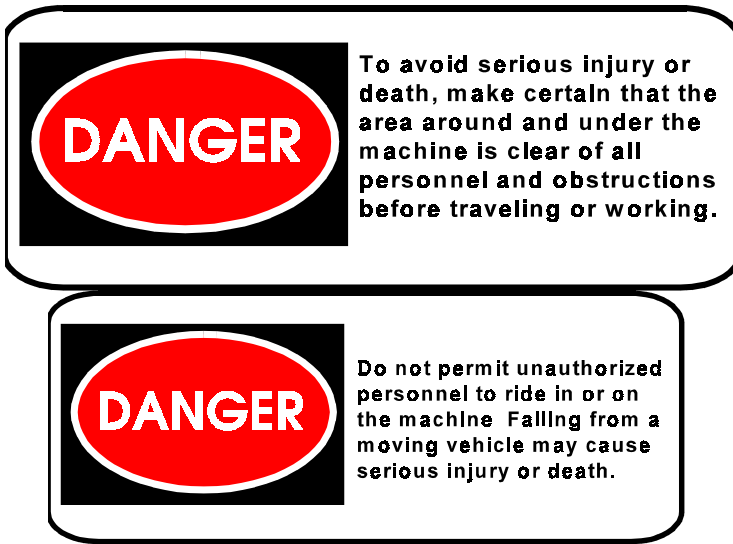 DANGER
To avoid serious injury or
death, make certain that the
area around and under the
machine is clear of all
personnel and obstructions
before traveling or working.
DANGER
Do not permit unauthorized
personnel to ride in or on
the machine Falling from a
moving vehicle may cause
serious injury or death.